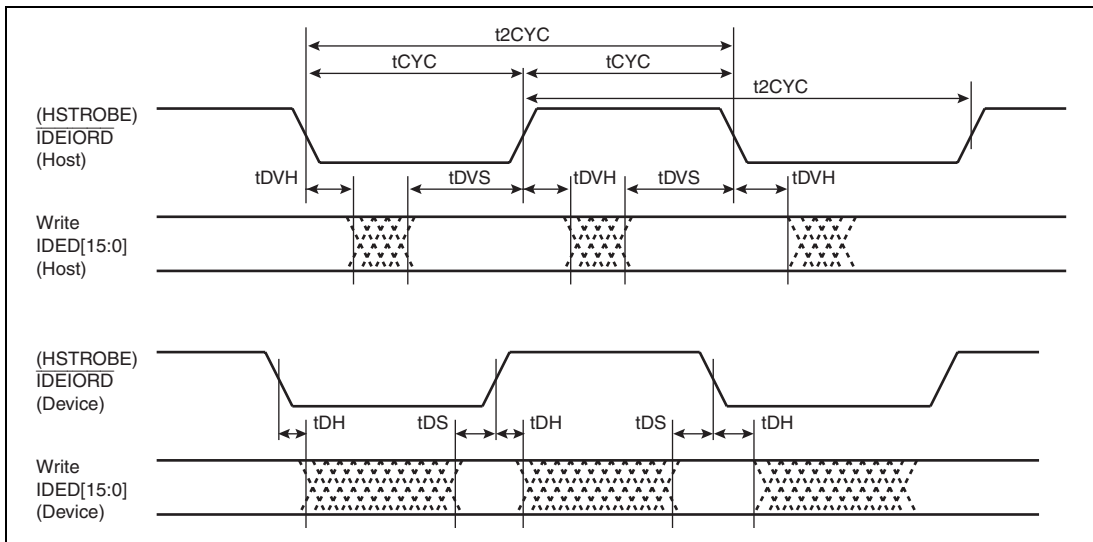 t2CYC
tCYC tCYC
t2CYC
(HSTROBE)
IDEIORD
(Host)
tDVH tDVS tDVH tDVS tDVH
Write
IDED[15:0]
(Host)
(HSTROBE)
IDEIORD
(Device)
tDH tDS tDH tDS tDH
Write
IDED[15:0]
(Device)